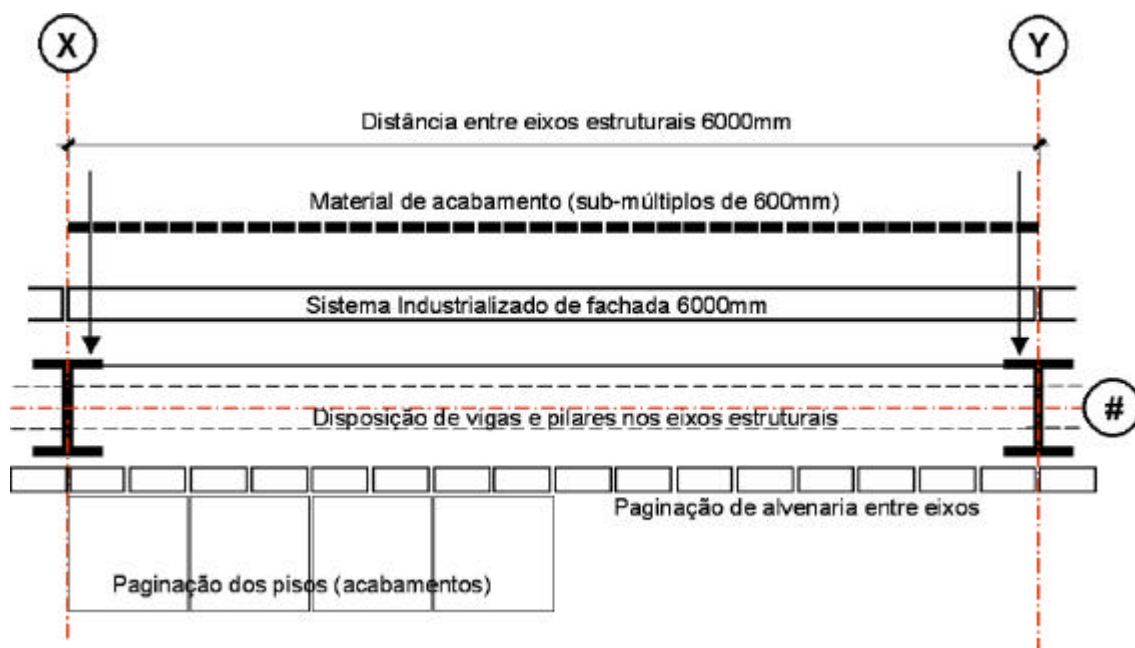 X
Y
Distância entre eixos estruturais 6000mm
Material de acabamento (sub-múltiplos de 600mm)
Sistema Industrializado de fachada 6000mm
Disposição de vigas e pilares nos eixos estruturais
#
Paginação de alvenaria entre eixos
Paginação dos pisos (acabamentos)